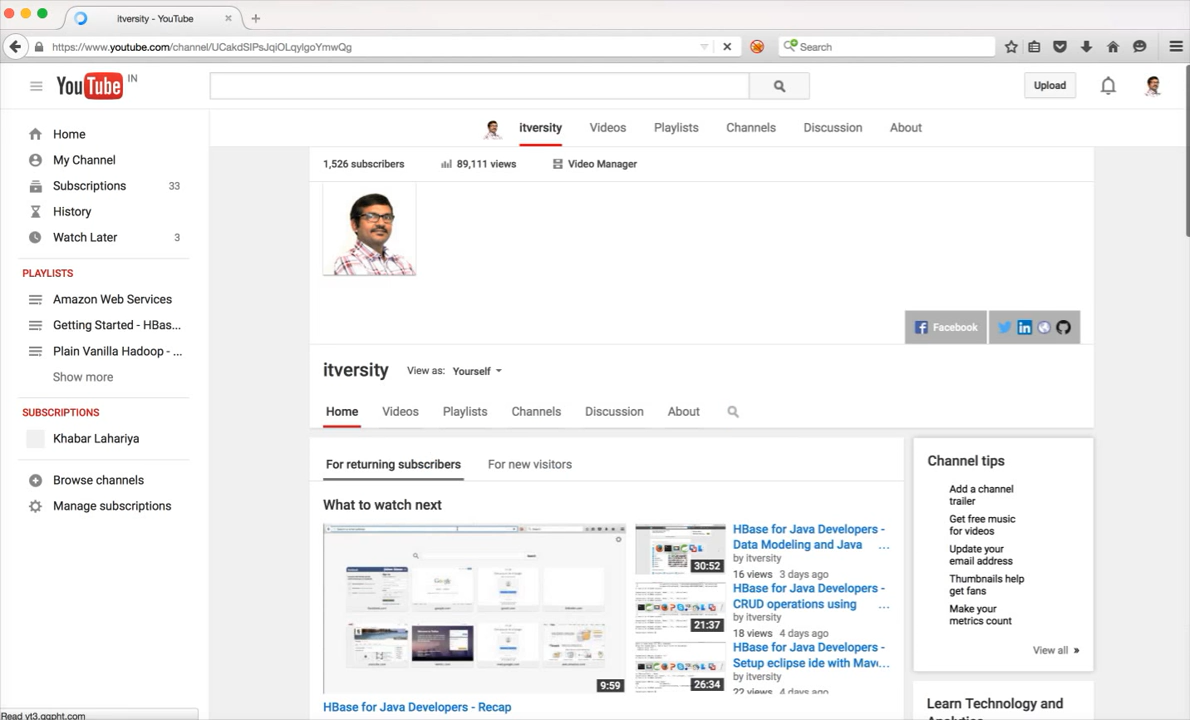 itversity - YouTube
https://www.youtube.com/channel/UCakdSIPsJqiOLqylgoYmwQg
Search
YouTube IN
Upload
itversity Videos Playlists Channels Discussion About
Home
My Channel
Subscriptions 33
History
Watch Later 3
PLAYLISTS
Amazon Web Services
Getting Started - HBas...
Plain Vanilla Hadoop - ...
Show more
SUBSCRIPTIONS
Khabar Lahariya
Browse channels
Manage subscriptions
1,526 subscribers 89,111 views Video Manager
Facebook
itversity View as: Yourself
Home Videos Playlists Channels Discussion About
For returning subscribers For new visitors
What to watch next
9:59
HBase for Java Developers - Recap
30:52
HBase for Java Developers -
Data Modeling and Java ...
by itversity
16 views 3 days ago
21:37
HBase for Java Developers -
CRUD operations using ...
by itversity
18 views 4 days ago
26:34
HBase for Java Developers -
Setup eclipse ide with Mave...
by itversity
22 views 4 days ago
Channel tips
Add a channel
trailer
Get free music
for videos
Update your
email address
Thumbnails help
get fans
Make your
metrics count
View all »
Learn Technology and
Read yt3.ggpht.com